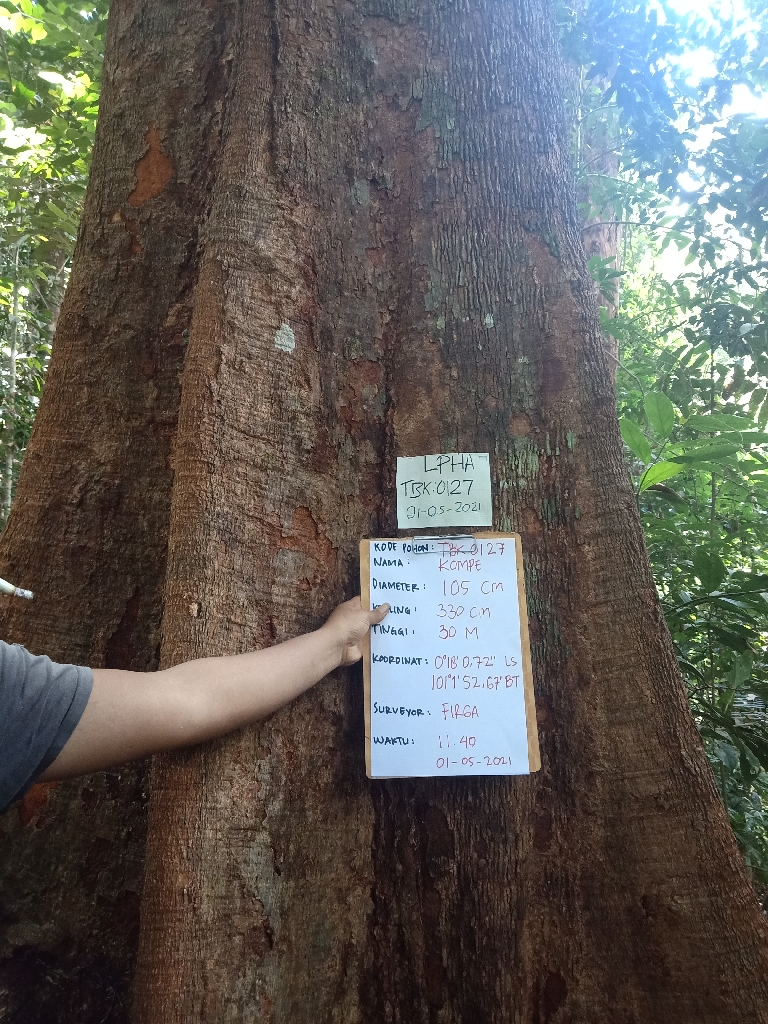 LPHA
TBK.0127
01-05-2021
KODE POHON : TBK 0127
NAMA : KOMPE
DIAMETER : 105 CM
KELING : 330 cm
TINGGI : 30 M
KOORDINAT : 0°18'0,72" LS
101°1'52,67" BT
SURVEYOR : FIRGA
WAKTU : 11.40
01-05-2021